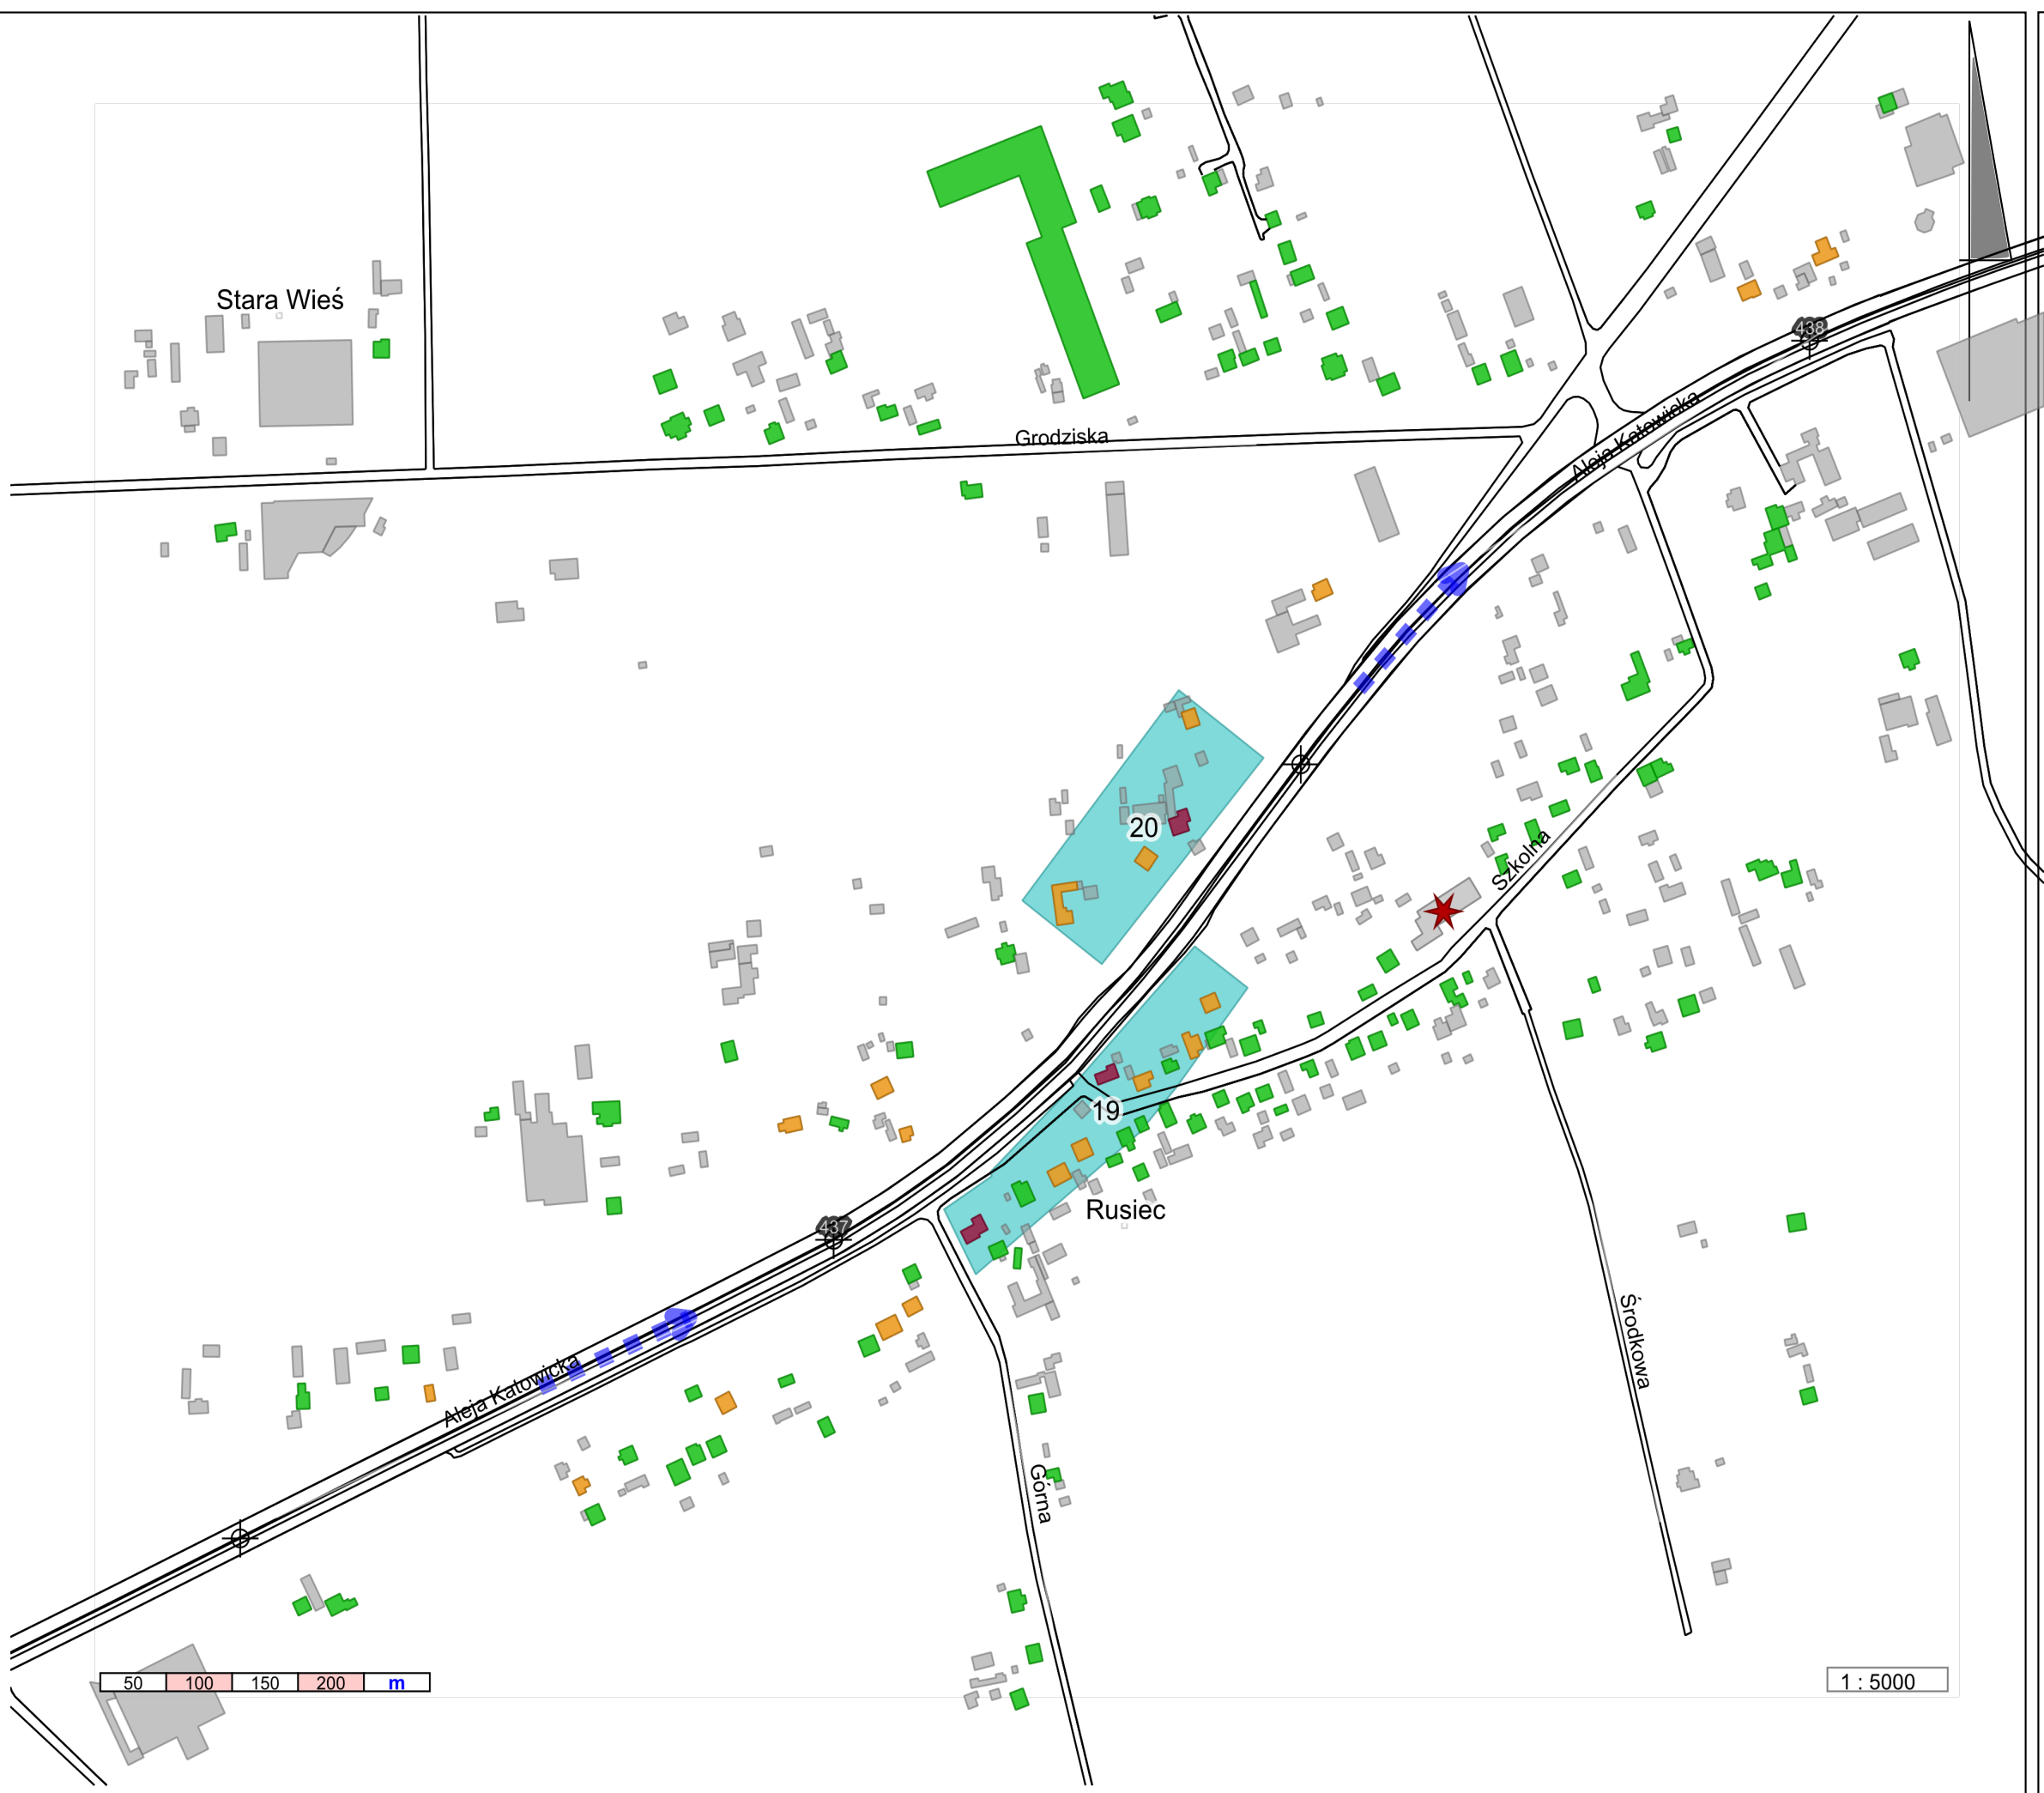 438
Stara Wieś
Aleja Katowicka
Grodziska
20
Szkolna
19
Rusiec
437
Środkowa
Aleja Katowicka
Górna
50 100 150 200 m
1 : 5000